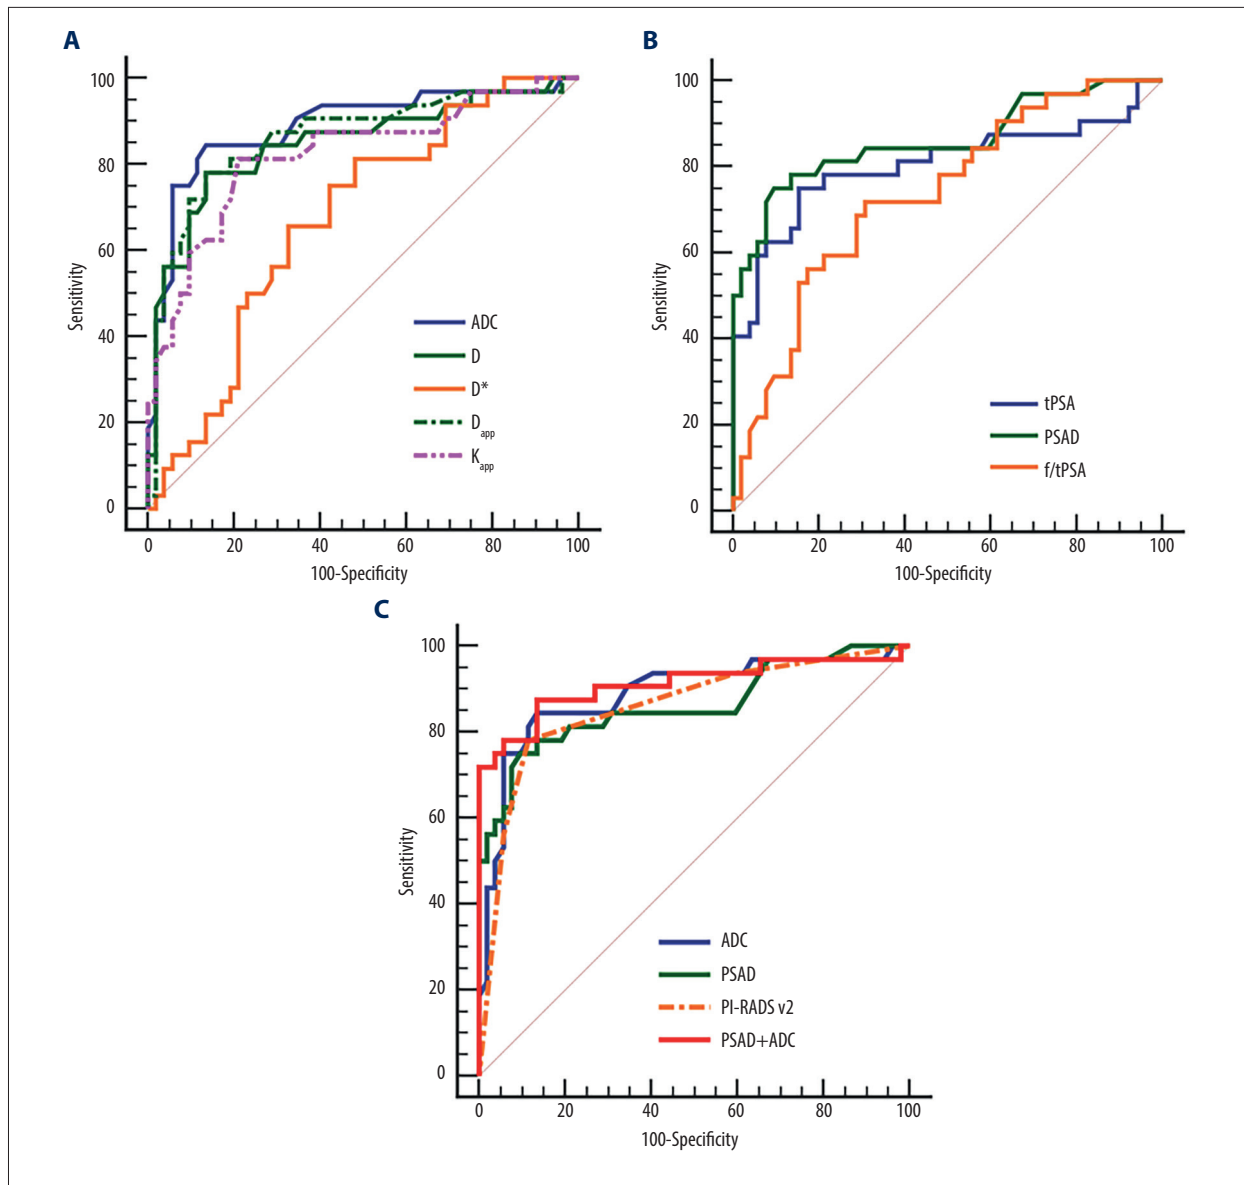 A
100
80
60
40
20
0
Sensitivity
ADC
D
D*
Dapp
Kapp
0 20 40 60 80 100
100-Specificity
B
100
80
60
40
20
0
Sensitivity
tPSA
PSAD
f/tPSA
0 20 40 60 80 100
100-Specificity
C
100
80
60
40
20
0
Sensitivity
ADC
PSAD
PI-RADS v2
PSAD+ADC
0 20 40 60 80 100
100-Specificity